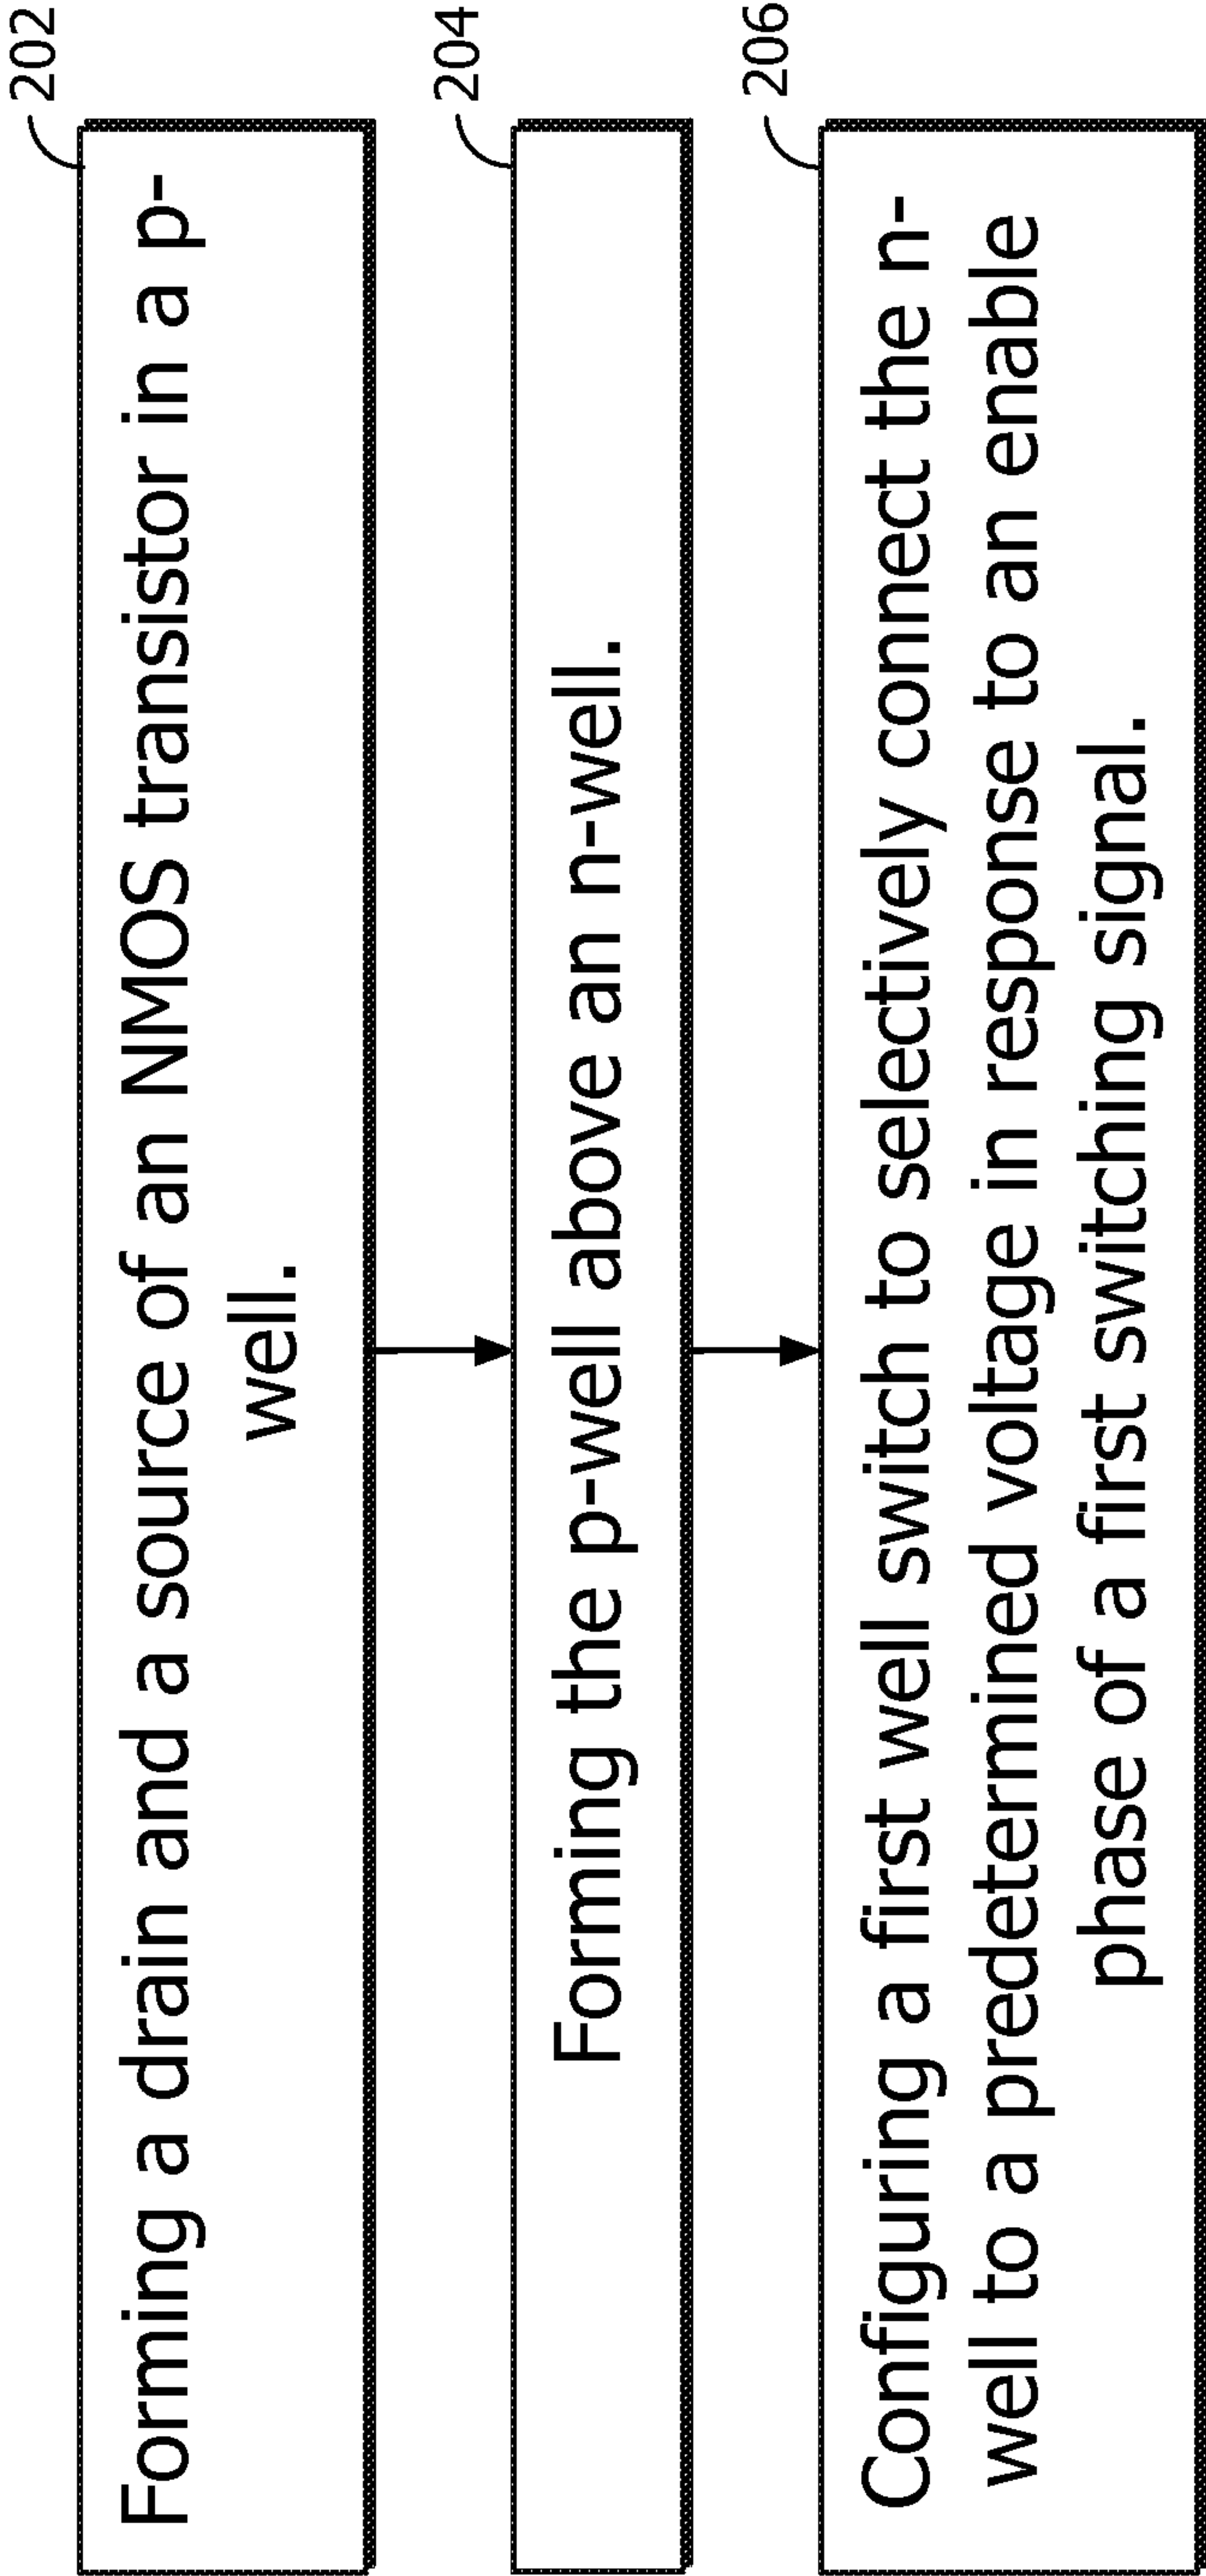 202
Forming a drain and a source of an NMOS transistor in a p-
well.
204
Forming the p-well above an n-well.
206
Configuring a first well switch to selectively connect the n-
well to a predetermined voltage in response to an enable
phase of a first switching signal.